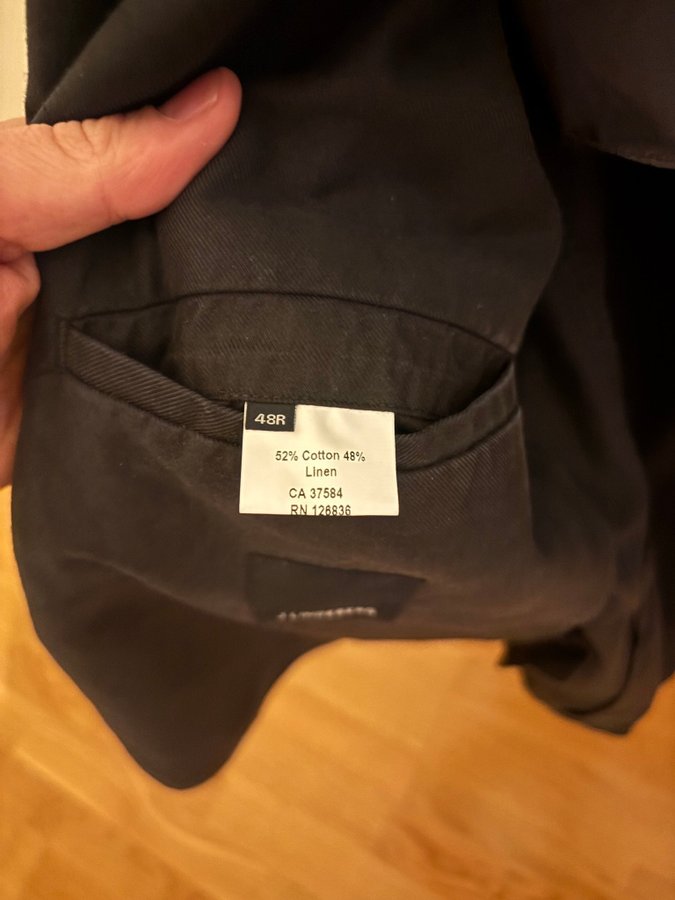 48R
52% Cotton 48%
Linen
CA 37584
RN 126836